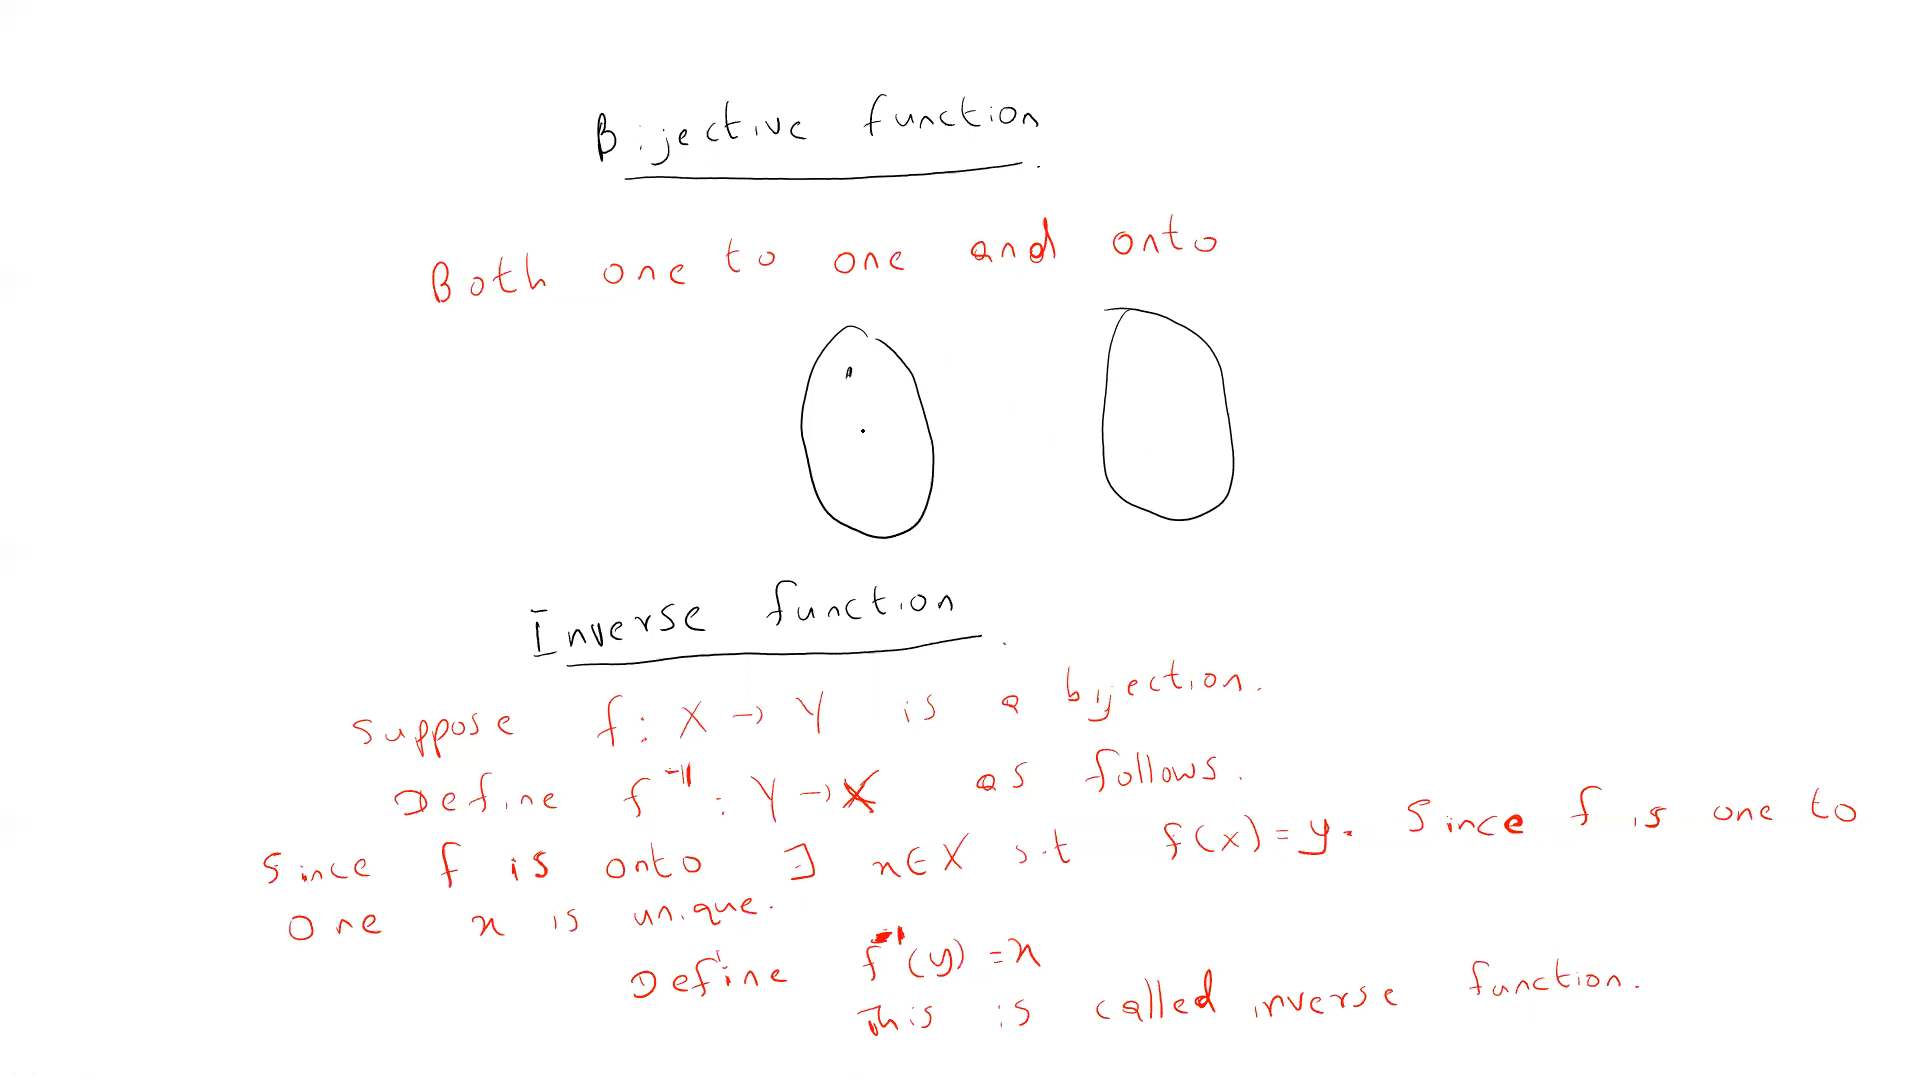 Bijective function.
Both one to one and onto
Inverse function.
Suppose f: X → Y is a bijection.
Define f⁻¹: Y → X as follows.
Since f is onto ∃ x ∈ X s.t f(x) = y. Since f is one to
one x is unique.
Define f⁻¹(y) = x
This is called inverse function.